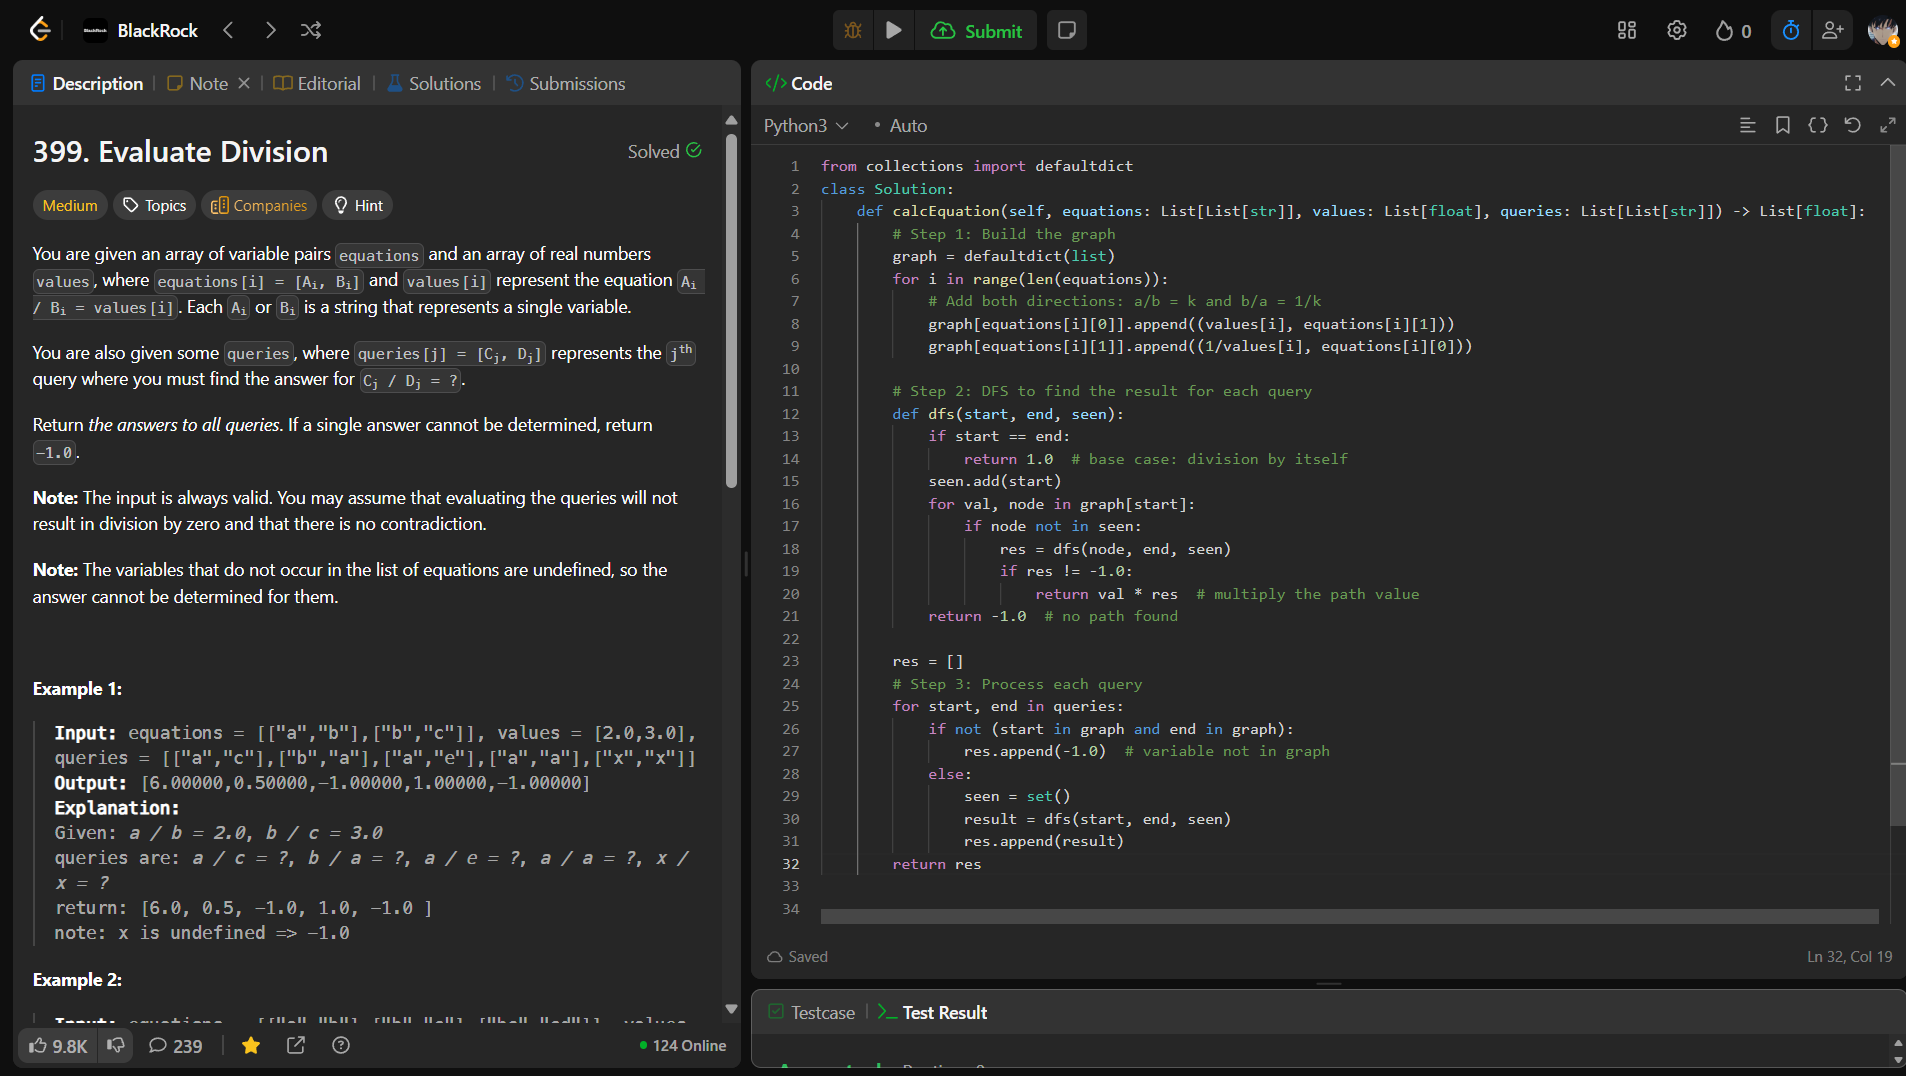 BlackRock
Submit
0
Description
Note
Editorial
Solutions
Submissions
399. Evaluate Division
Solved
Medium
Topics
Companies
Hint
You are given an array of variable pairs equations and an array of real numbers
values, where equations[i] = [Ai, Bi] and values[i] represent the equation Ai
/ Bi = values[i]. Each Ai or Bi is a string that represents a single variable.
You are also given some queries, where queries[j] = [Cj, Dj] represents the jth
query where you must find the answer for Cj / Dj = ?.
Return the answers to all queries. If a single answer cannot be determined, return
-1.0.
Note: The input is always valid. You may assume that evaluating the queries will not
result in division by zero and that there is no contradiction.
Note: The variables that do not occur in the list of equations are undefined, so the
answer cannot be determined for them.
Example 1:
Input: equations = [["a","b"],["b","c"]], values = [2.0,3.0],
queries = [["a","c"],["b","a"],["a","e"],["a","a"],["x","x"]]
Output: [6.00000,0.50000,-1.00000,1.00000,-1.00000]
Explanation:
Given: a / b = 2.0, b / c = 3.0
queries are: a / c = ?, b / a = ?, a / e = ?, a / a = ?, x /
x = ?
return: [6.0, 0.5, -1.0, 1.0, -1.0 ]
note: x is undefined => -1.0
Example 2:
9.8K
239
124 Online
</> Code
Python3
• Auto
1 from collections import defaultdict
2 class Solution:
3 def calcEquation(self, equations: List[List[str]], values: List[float], queries: List[List[str]]) -> List[float]:
4 # Step 1: Build the graph
5 graph = defaultdict(list)
6 for i in range(len(equations)):
7 # Add both directions: a/b = k and b/a = 1/k
8 graph[equations[i][0]].append((values[i], equations[i][1]))
9 graph[equations[i][1]].append((1/values[i], equations[i][0]))
10
11 # Step 2: DFS to find the result for each query
12 def dfs(start, end, seen):
13 if start == end:
14 return 1.0 # base case: division by itself
15 seen.add(start)
16 for val, node in graph[start]:
17 if node not in seen:
18 res = dfs(node, end, seen)
19 if res != -1.0:
20 return val * res # multiply the path value
21 return -1.0 # no path found
22
23 res = []
24 # Step 3: Process each query
25 for start, end in queries:
26 if not (start in graph and end in graph):
27 res.append(-1.0) # variable not in graph
28 else:
29 seen = set()
30 result = dfs(start, end, seen)
31 res.append(result)
32 return res
33
34
Saved
Ln 32, Col 19
Testcase
Test Result